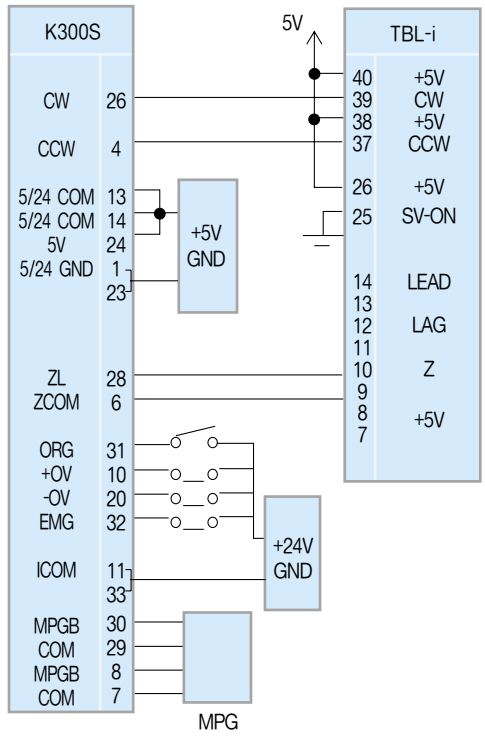 K300S
CW 26
CCW 4
5/24 COM 13
5/24 COM 14
5V 24
5/24 GND 1
23
ZL 28
ZCOM 6
ORG 31
+OV 10
-OV 20
EMG 32
ICOM 11
33
MPGB 30
COM 29
MPGB 8
COM 7
+5V
GND
+24V
GND
MPG
5V
TBL-i
40 +5V
39 CW
38 +5V
37 CCW
26 +5V
25 SV-ON
14 LEAD
13
12 LAG
11
10 Z
9
8 +5V
7